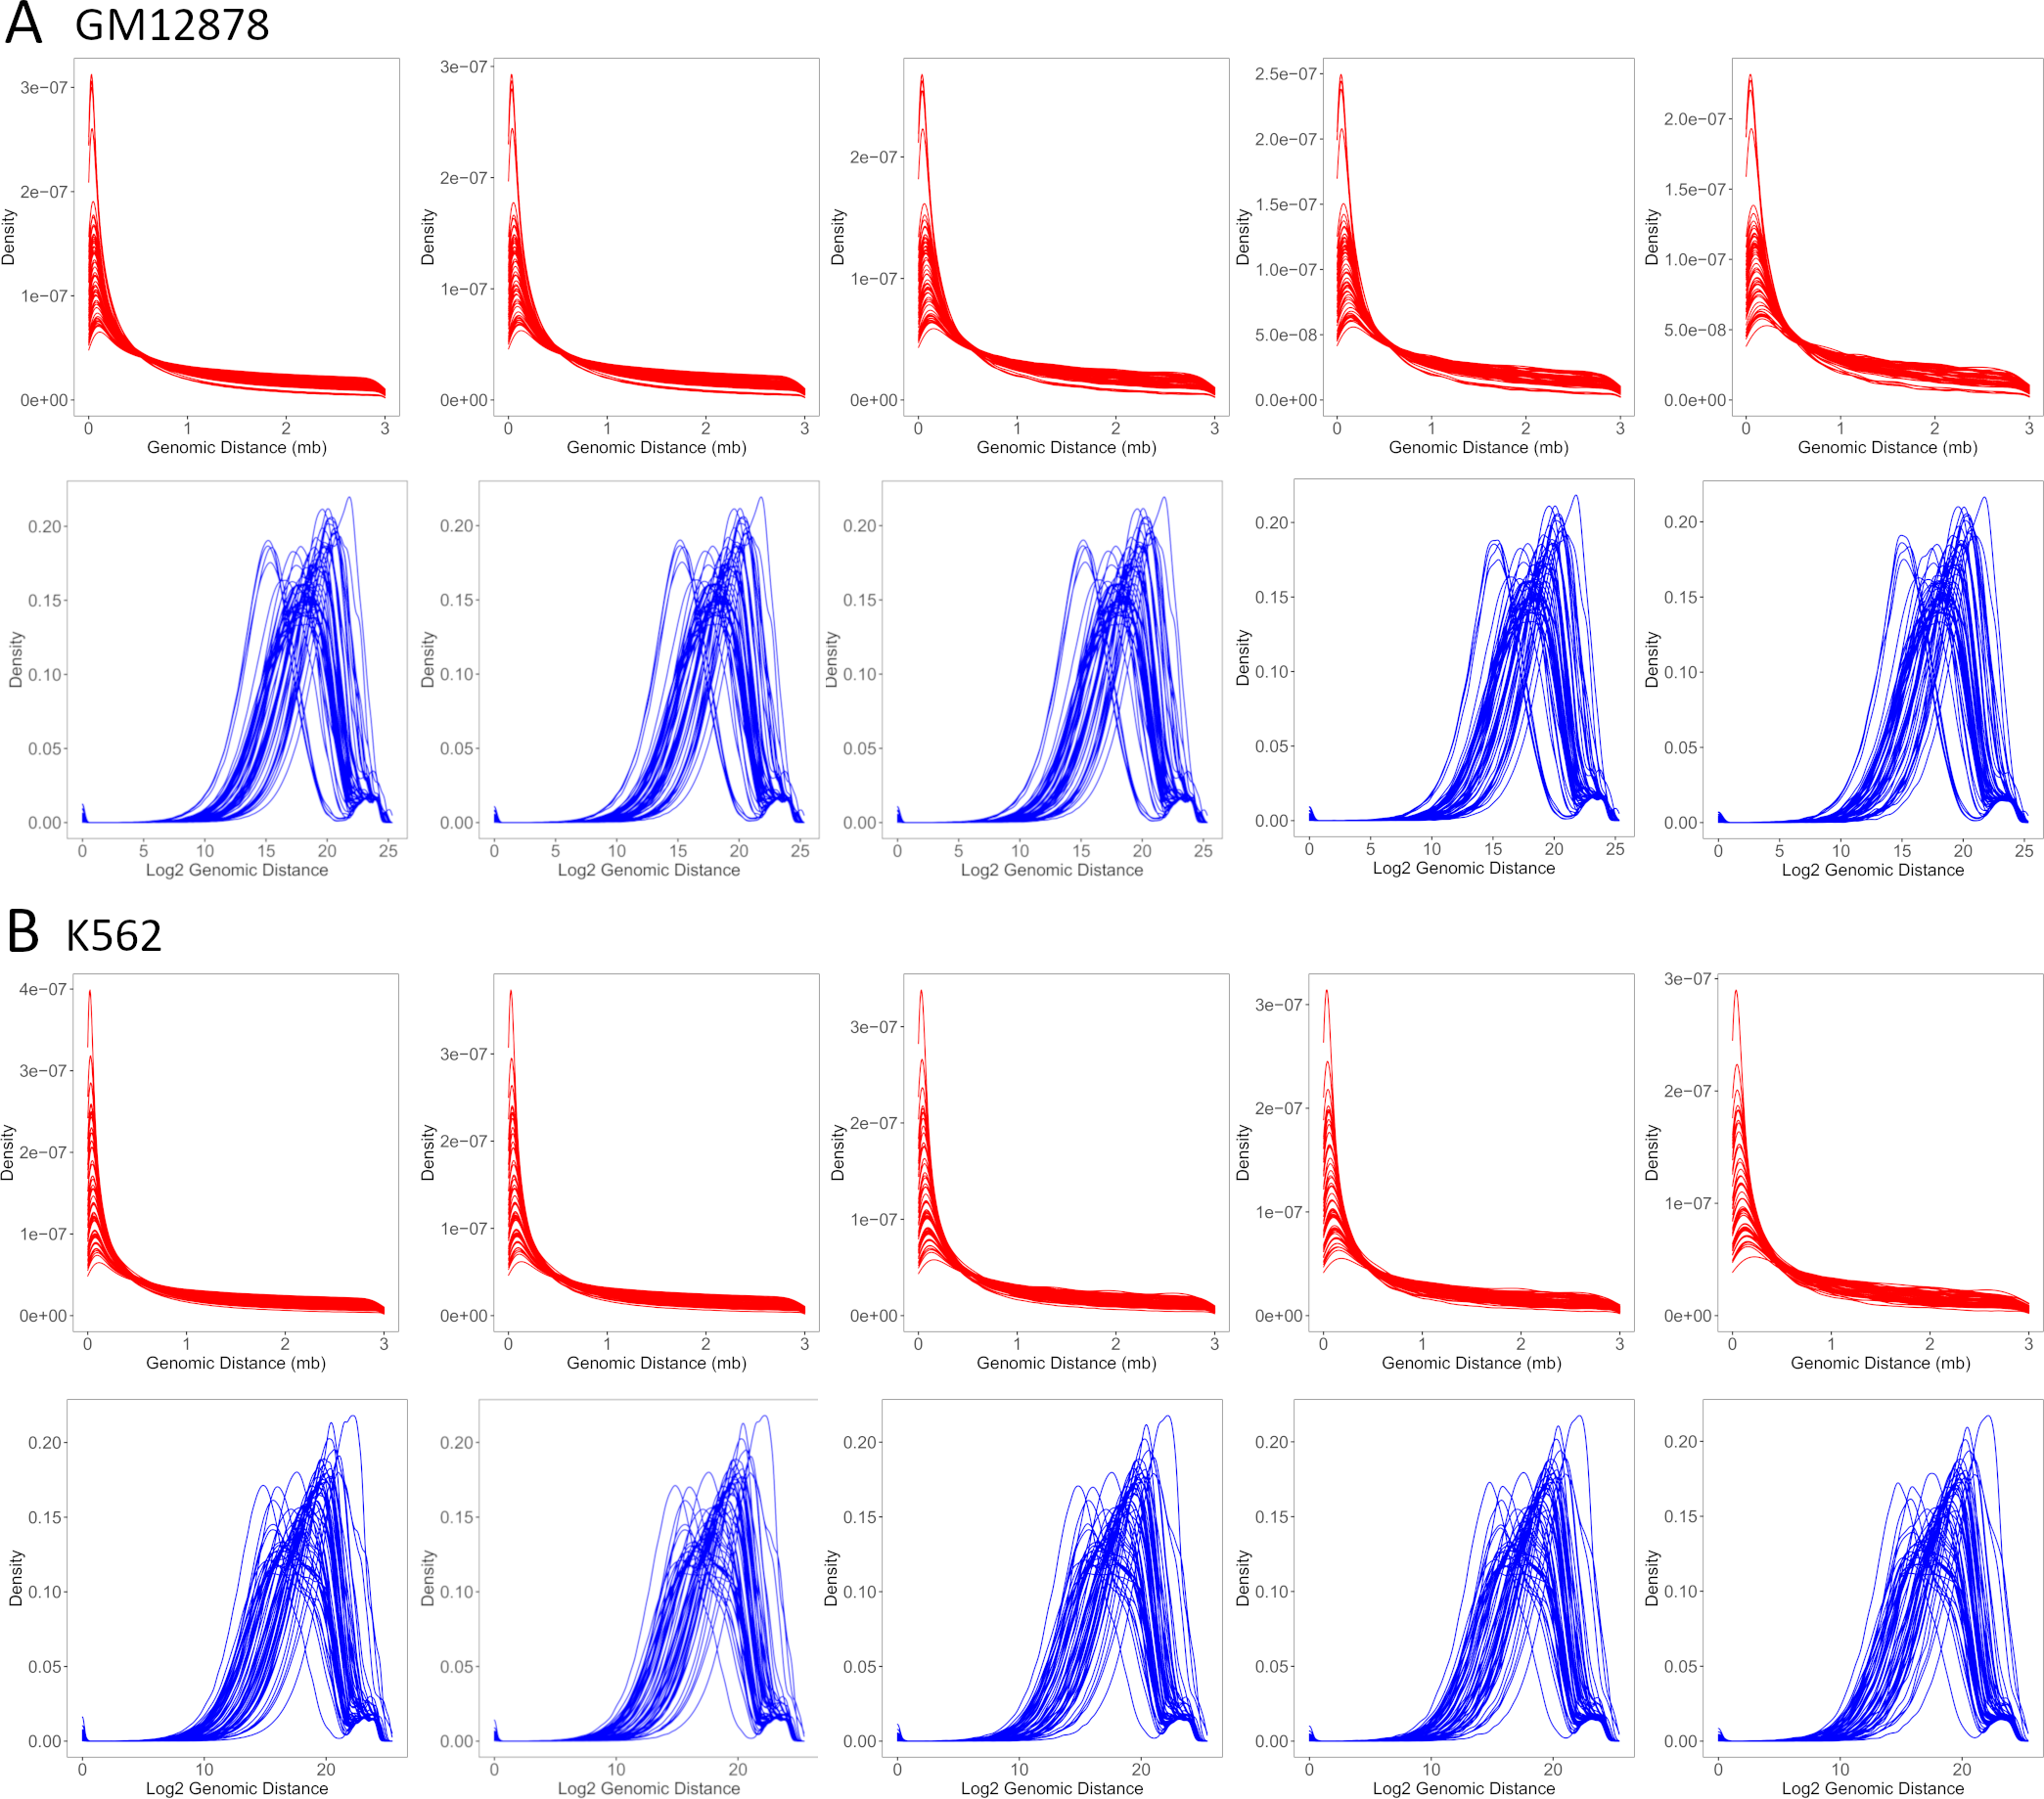 A GM12878
3e−07
2e−07
1e−07
0e+00
Density
0 1 2 3
Genomic Distance (mb)
3e−07
2e−07
1e−07
0e+00
Density
0 1 2 3
Genomic Distance (mb)
2e−07
1e−07
0e+00
Density
0 1 2 3
Genomic Distance (mb)
2.5e−07
2.0e−07
1.5e−07
1.0e−07
5.0e−08
0.0e+00
Density
0 1 2 3
Genomic Distance (mb)
2.0e−07
1.5e−07
1.0e−07
5.0e−08
0.0e+00
Density
0 1 2 3
Genomic Distance (mb)
0.20
0.15
0.10
0.05
0.00
Density
0 5 10 15 20 25
Log2 Genomic Distance
0.20
0.15
0.10
0.05
0.00
Density
0 5 10 15 20 25
Log2 Genomic Distance
0.20
0.15
0.10
0.05
0.00
Density
0 5 10 15 20 25
Log2 Genomic Distance
0.20
0.15
0.10
0.05
0.00
Density
0 5 10 15 20 25
Log2 Genomic Distance
0.20
0.15
0.10
0.05
0.00
Density
0 5 10 15 20 25
Log2 Genomic Distance
B K562
4e−07
3e−07
2e−07
1e−07
0e+00
Density
0 1 2 3
Genomic Distance (mb)
3e−07
2e−07
1e−07
0e+00
Density
0 1 2 3
Genomic Distance (mb)
3e−07
2e−07
1e−07
0e+00
Density
0 1 2 3
Genomic Distance (mb)
3e−07
2e−07
1e−07
0e+00
Density
0 1 2 3
Genomic Distance (mb)
3e−07
2e−07
1e−07
0e+00
Density
0 1 2 3
Genomic Distance (mb)
0.20
0.15
0.10
0.05
0.00
Density
0 10 20
Log2 Genomic Distance
0.20
0.15
0.10
0.05
0.00
Density
0 10 20
Log2 Genomic Distance
0.20
0.15
0.10
0.05
0.00
Density
0 10 20
Log2 Genomic Distance
0.20
0.15
0.10
0.05
0.00
Density
0 10 20
Log2 Genomic Distance
0.20
0.15
0.10
0.05
0.00
Density
0 10 20
Log2 Genomic Distance